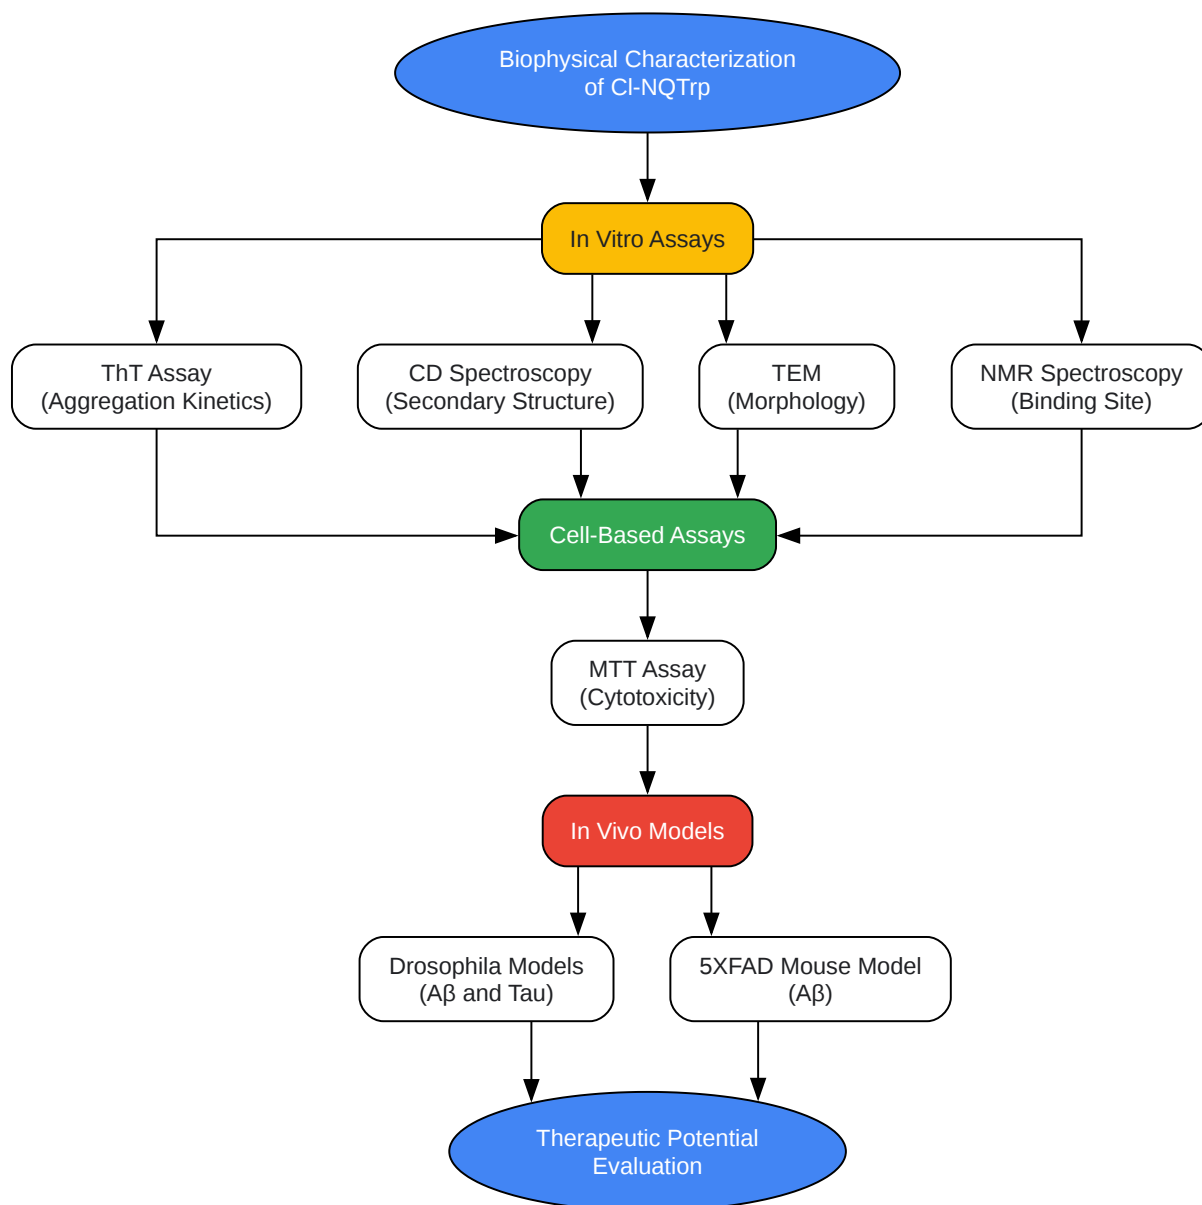 Biophysical Characterization
of Cl-NQTrp
In Vitro Assays
ThT Assay
(Aggregation Kinetics)
CD Spectroscopy
(Secondary Structure)
TEM
(Morphology)
NMR Spectroscopy
(Binding Site)
Cell-Based Assays
MTT Assay
(Cytotoxicity)
In Vivo Models
Drosophila Models
(Aβ and Tau)
5XFAD Mouse Model
(Aβ)
Therapeutic Potential
Evaluation